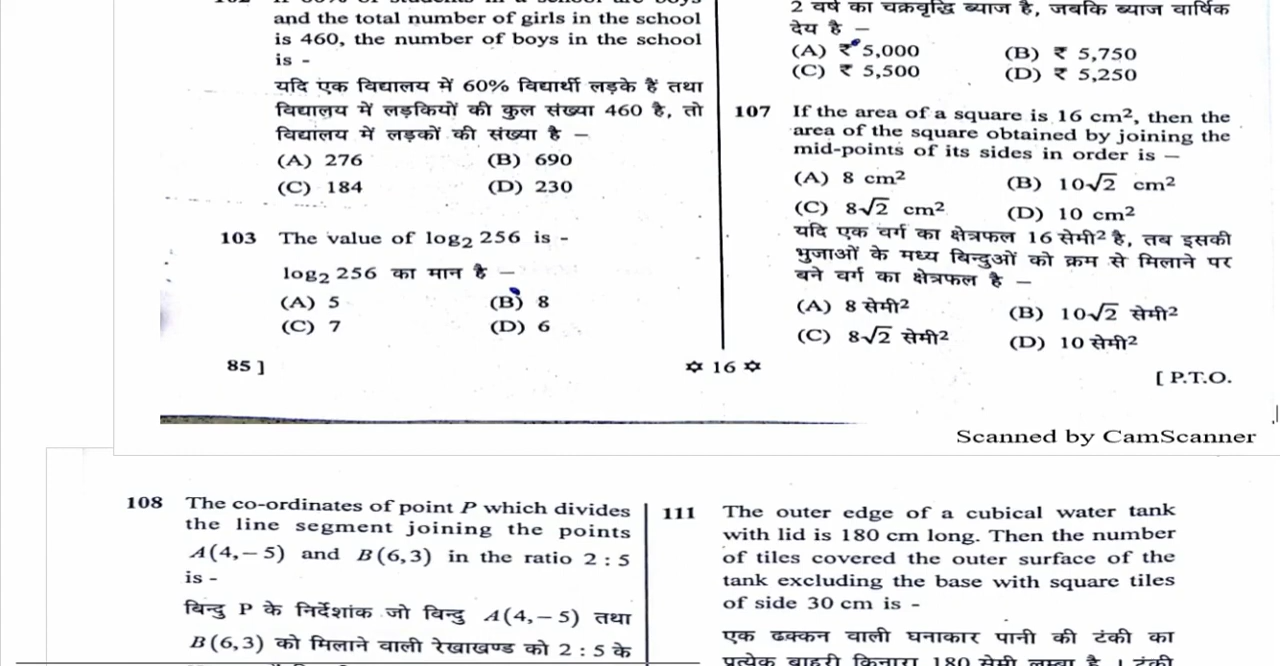 and the total number of girls in the school
is 460, the number of boys in the school
is -
यदि एक विद्यालय में 60% विद्यार्थी लड़के हैं तथा
विद्यालय में लड़कियों की कुल संख्या 460 है, तो
विद्यालय में लड़कों की संख्या है –
(A) 276 (B) 690
(C) 184 (D) 230
103 The value of log₂ 256 is -
log₂ 256 का मान है –
(A) 5 (B) 8
(C) 7 (D) 6
2 वर्ष का चक्रवृद्धि ब्याज है, जबकि ब्याज वार्षिक
देय है –
(A) ₹ 5,000 (B) ₹ 5,750
(C) ₹ 5,500 (D) ₹ 5,250
107 If the area of a square is 16 cm², then the
area of the square obtained by joining the
mid-points of its sides in order is –
(A) 8 cm² (B) 10√2 cm²
(C) 8√2 cm² (D) 10 cm²
यदि एक वर्ग का क्षेत्रफल 16 सेमी² है, तब इसकी
भुजाओं के मध्य बिन्दुओं को क्रम से मिलाने पर
बने वर्ग का क्षेत्रफल है –
(A) 8 सेमी² (B) 10√2 सेमी²
(C) 8√2 सेमी² (D) 10 सेमी²
85 ] ✡ 16 ✡ [ P.T.O.
Scanned by CamScanner
108 The co-ordinates of point P which divides
the line segment joining the points
A(4,– 5) and B(6,3) in the ratio 2 : 5
is -
बिन्दु P के निर्देशांक जो बिन्दु A(4,– 5) तथा
B(6,3) को मिलाने वाली रेखाखण्ड को 2 : 5 के
111 The outer edge of a cubical water tank
with lid is 180 cm long. Then the number
of tiles covered the outer surface of the
tank excluding the base with square tiles
of side 30 cm is -
एक ढक्कन वाली घनाकार पानी की टंकी का
प्रत्येक बाहरी किनारा 180 सेमी लम्बा है । टंकी